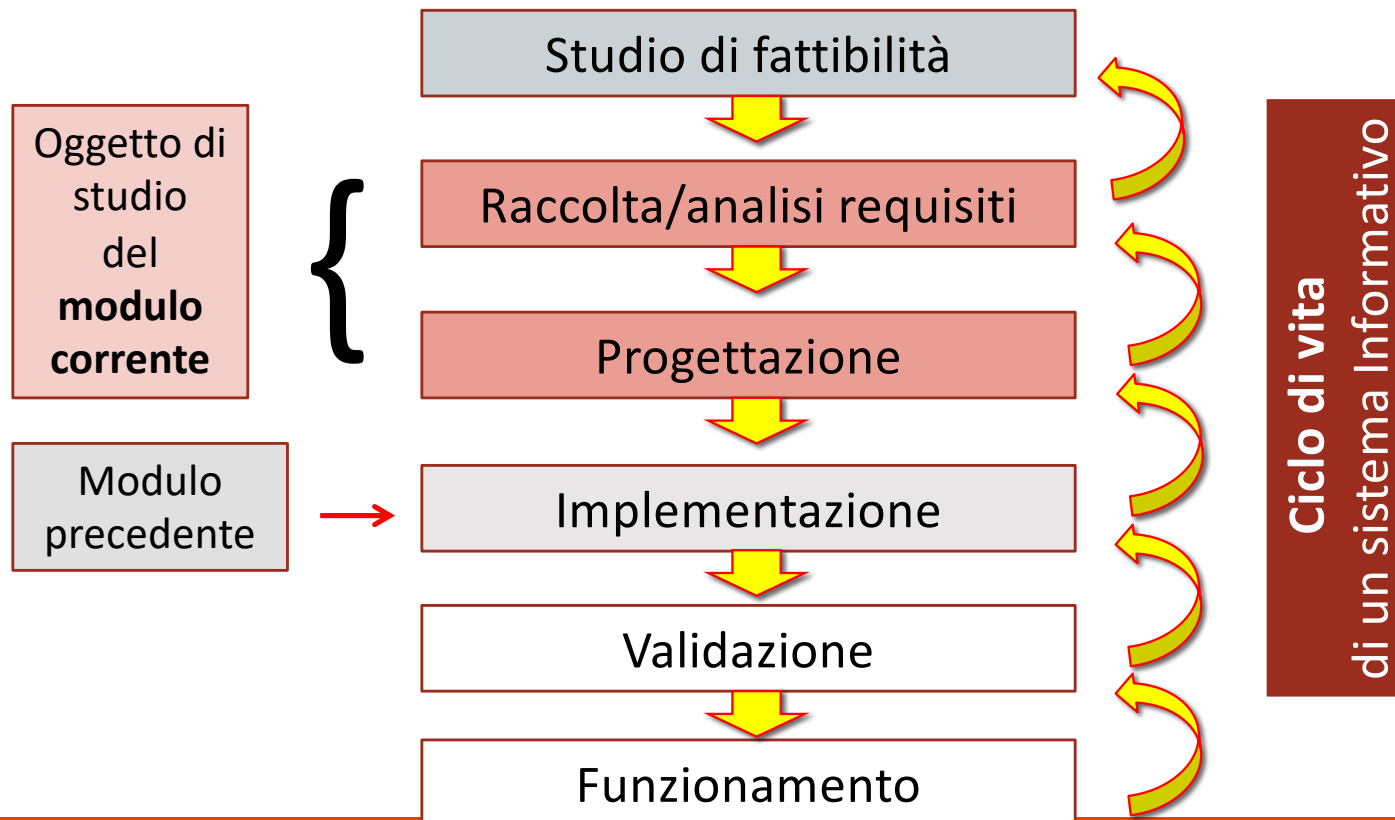 Studio di fattibilità
Oggetto di
studio
del
modulo
corrente
{
Raccolta/analisi requisiti
Progettazione
Modulo
precedente
Implementazione
Validazione
Funzionamento
Ciclo di vita
di un sistema Informativo